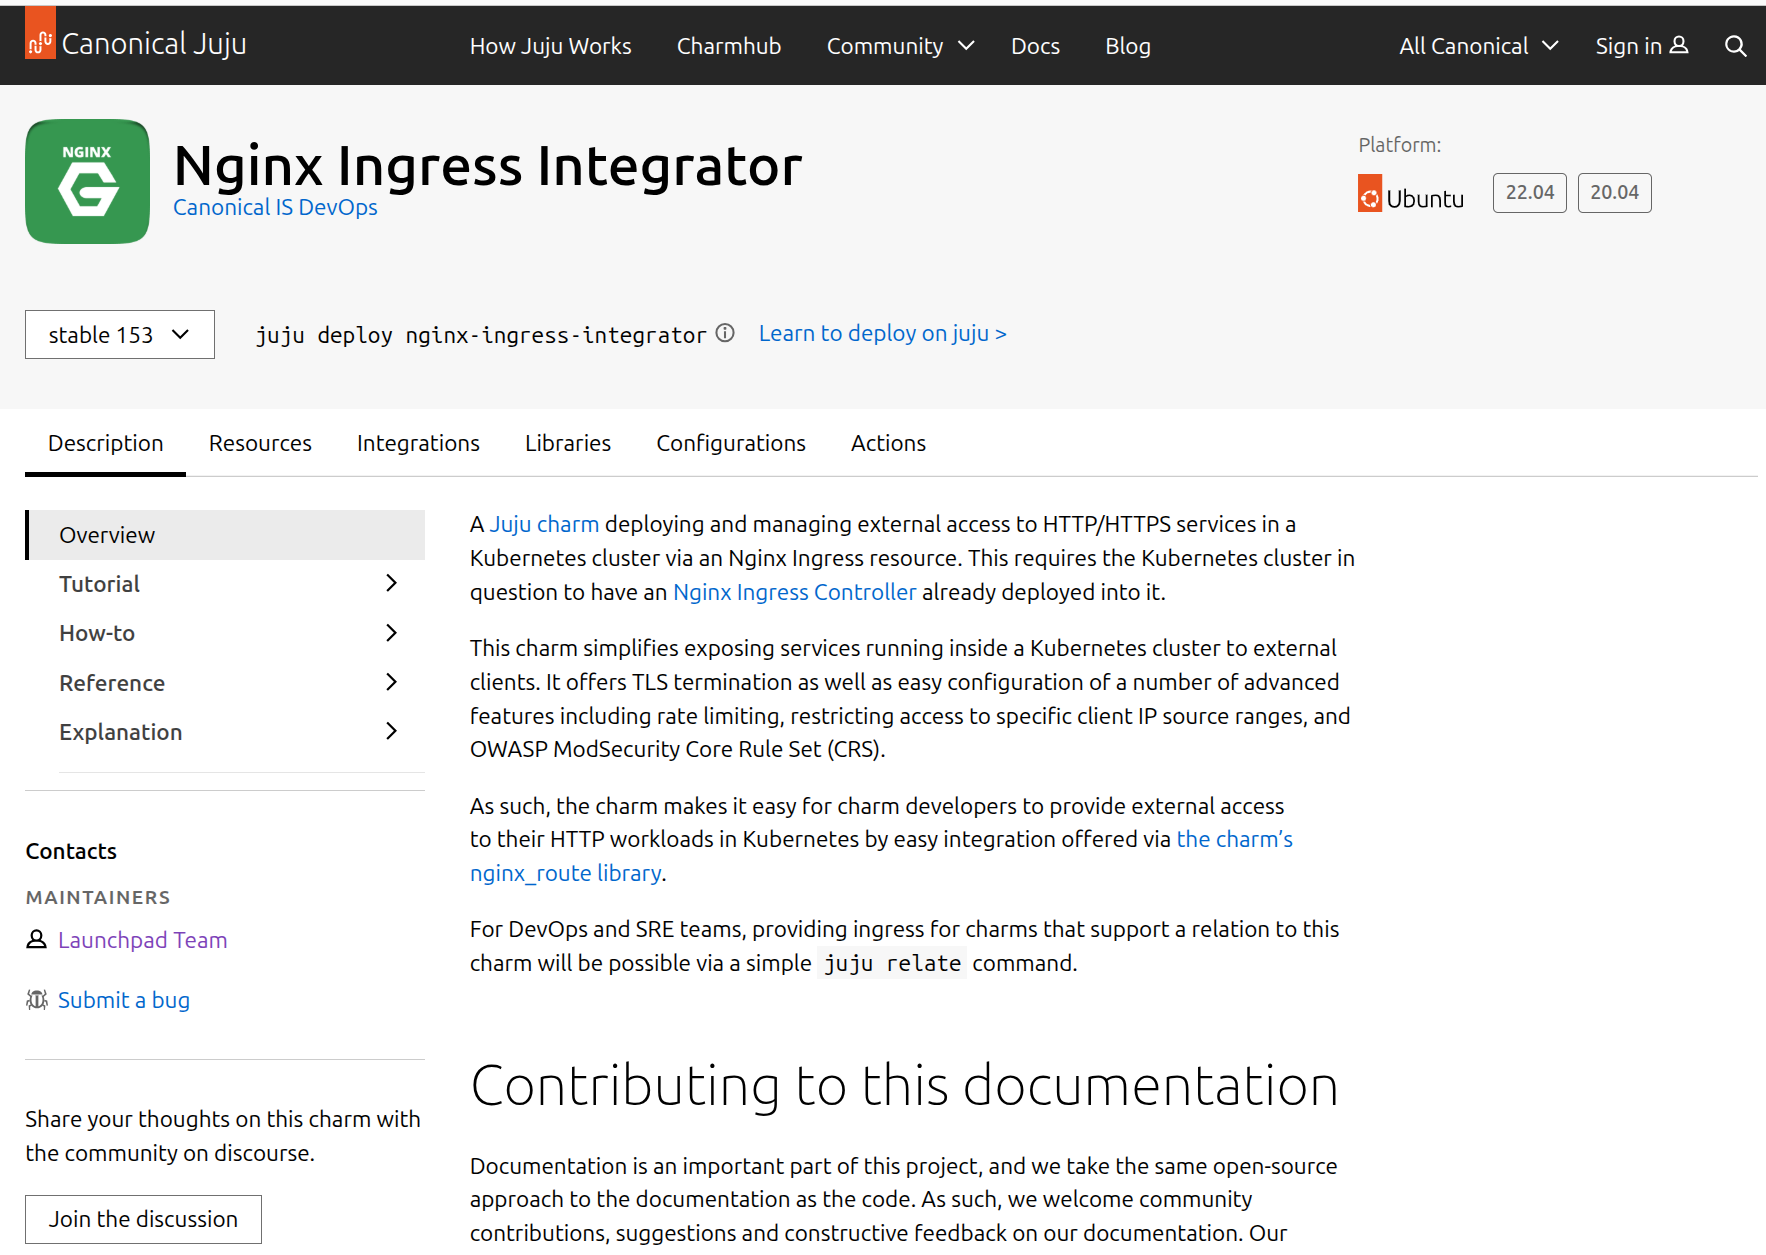 Canonical Juju
How Juju Works
Charmhub
Community
Docs
Blog
All Canonical
Sign in
NGINX
Nginx Ingress Integrator
Canonical IS DevOps
Platform:
Ubuntu
22.04
20.04
stable 153
juju deploy nginx-ingress-integrator
Learn to deploy on juju >
Description
Resources
Integrations
Libraries
Configurations
Actions
Overview
Tutorial
How-to
Reference
Explanation
Contacts
MAINTAINERS
Launchpad Team
Submit a bug
Share your thoughts on this charm with
the community on discourse.
Join the discussion
A Juju charm deploying and managing external access to HTTP/HTTPS services in a
Kubernetes cluster via an Nginx Ingress resource. This requires the Kubernetes cluster in
question to have an Nginx Ingress Controller already deployed into it.
This charm simplifies exposing services running inside a Kubernetes cluster to external
clients. It offers TLS termination as well as easy configuration of a number of advanced
features including rate limiting, restricting access to specific client IP source ranges, and
OWASP ModSecurity Core Rule Set (CRS).
As such, the charm makes it easy for charm developers to provide external access
to their HTTP workloads in Kubernetes by easy integration offered via the charm’s
nginx_route library.
For DevOps and SRE teams, providing ingress for charms that support a relation to this
charm will be possible via a simple juju relate command.
Contributing to this documentation
Documentation is an important part of this project, and we take the same open-source
approach to the documentation as the code. As such, we welcome community
contributions, suggestions and constructive feedback on our documentation. Our